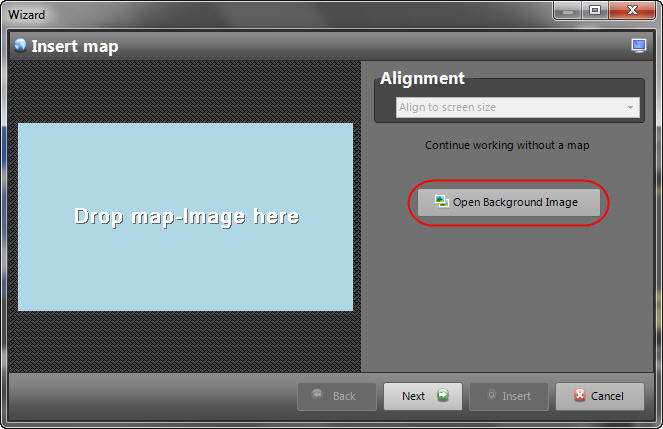 Wizard
Insert map
Alignment
Align to screen size
Continue working without a map
Drop map-Image here
Open Background Image
Back
Next
Insert
Cancel